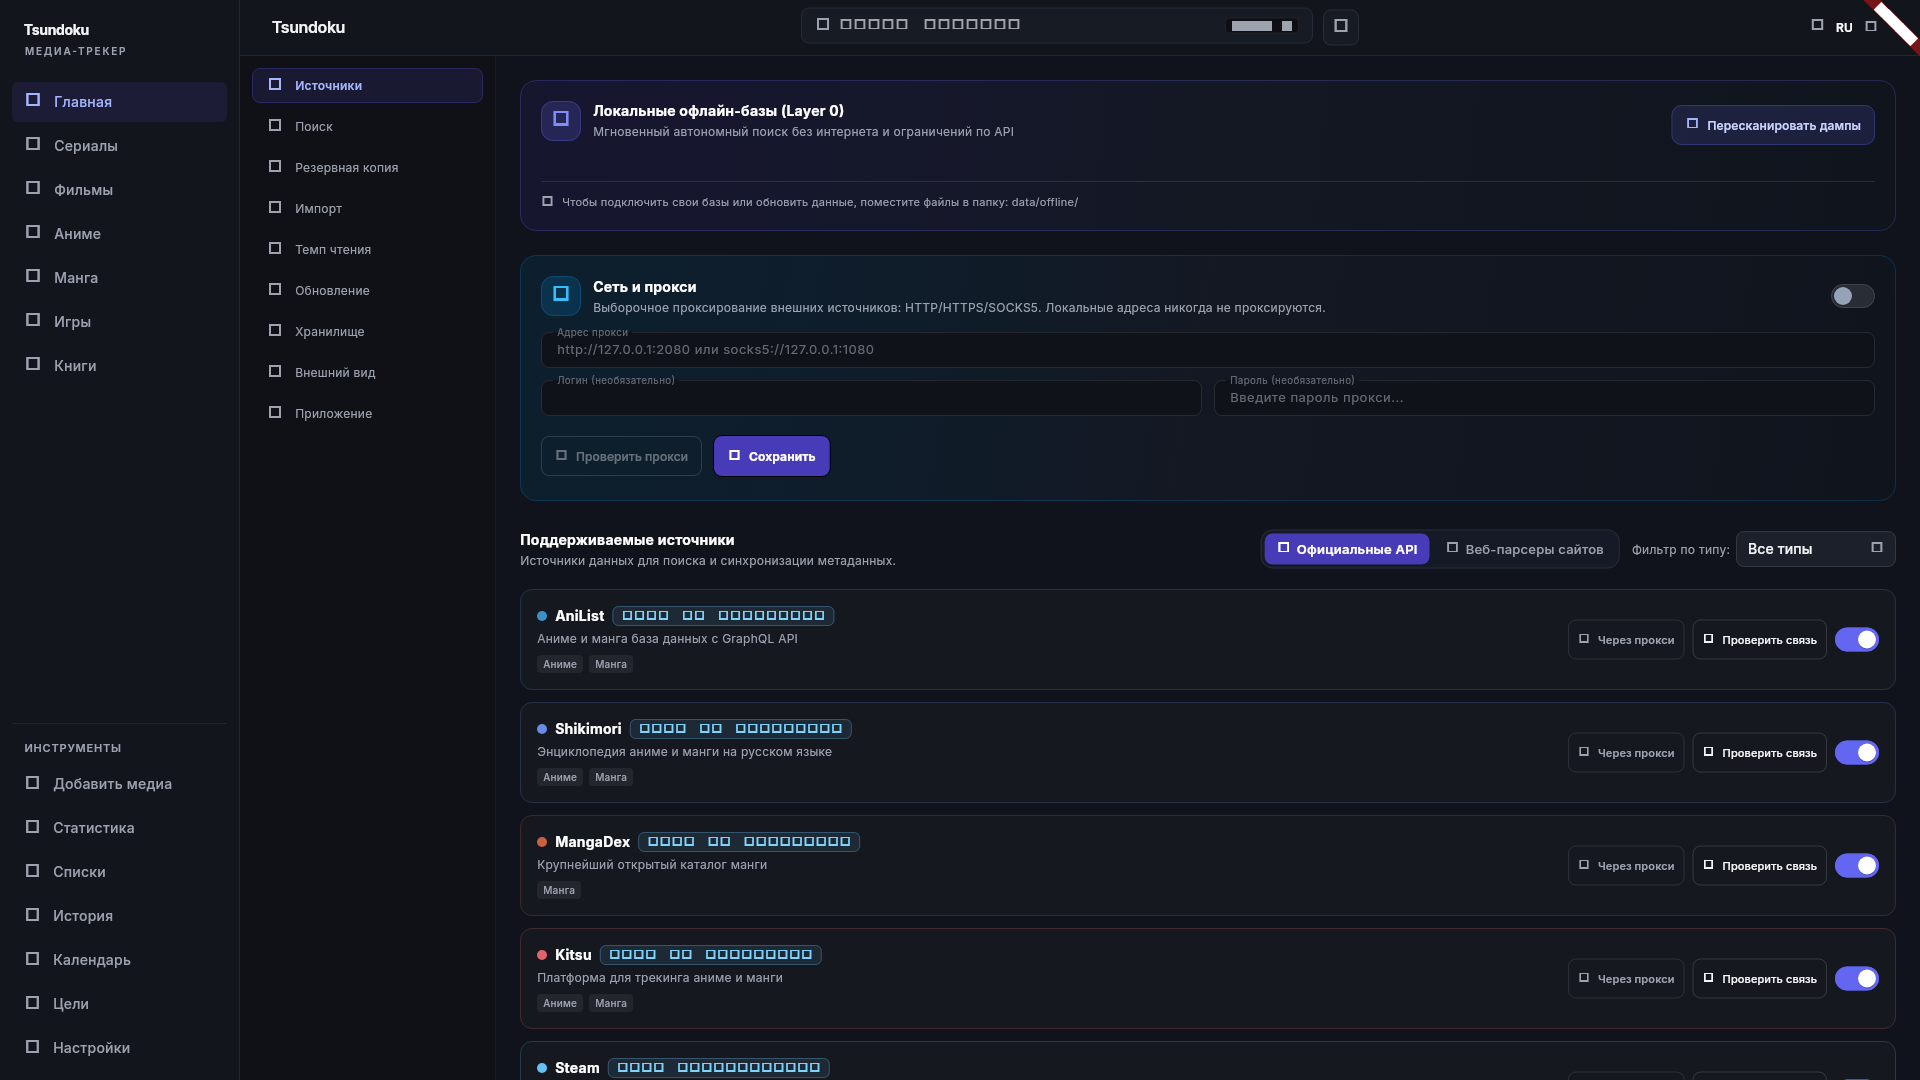 Tsundoku
МЕДИА-ТРЕКЕР
Главная
Сериалы
Фильмы
Аниме
Манга
Игры
Книги
ИНСТРУМЕНТЫ
Добавить медиа
Статистика
Списки
История
Календарь
Цели
Настройки
Tsundoku
RU
Источники
Поиск
Резервная копия
Импорт
Темп чтения
Обновление
Хранилище
Внешний вид
Приложение
Локальные офлайн-базы (Layer 0)
Мгновенный автономный поиск без интернета и ограничений по API
Пересканировать дампы
Чтобы подключить свои базы или обновить данные, поместите файлы в папку: data/offline/
Сеть и прокси
Выборочное проксирование внешних источников: HTTP/HTTPS/SOCKS5. Локальные адреса никогда не проксируются.
Адрес прокси
http://127.0.0.1:2080 или socks5://127.0.0.1:1080
Логин (необязательно)
Пароль (необязательно)
Введите пароль прокси...
Проверить прокси
Сохранить
Поддерживаемые источники
Источники данных для поиска и синхронизации метаданных.
Официальные API
Веб-парсеры сайтов
Фильтр по типу:
Все типы
AniList
Аниме и манга база данных с GraphQL API
Аниме Манга
Через прокси
Проверить связь
Shikimori
Энциклопедия аниме и манги на русском языке
Аниме Манга
Через прокси
Проверить связь
MangaDex
Крупнейший открытый каталог манги
Манга
Через прокси
Проверить связь
Kitsu
Платформа для трекинга аниме и манги
Аниме Манга
Через прокси
Проверить связь
Steam